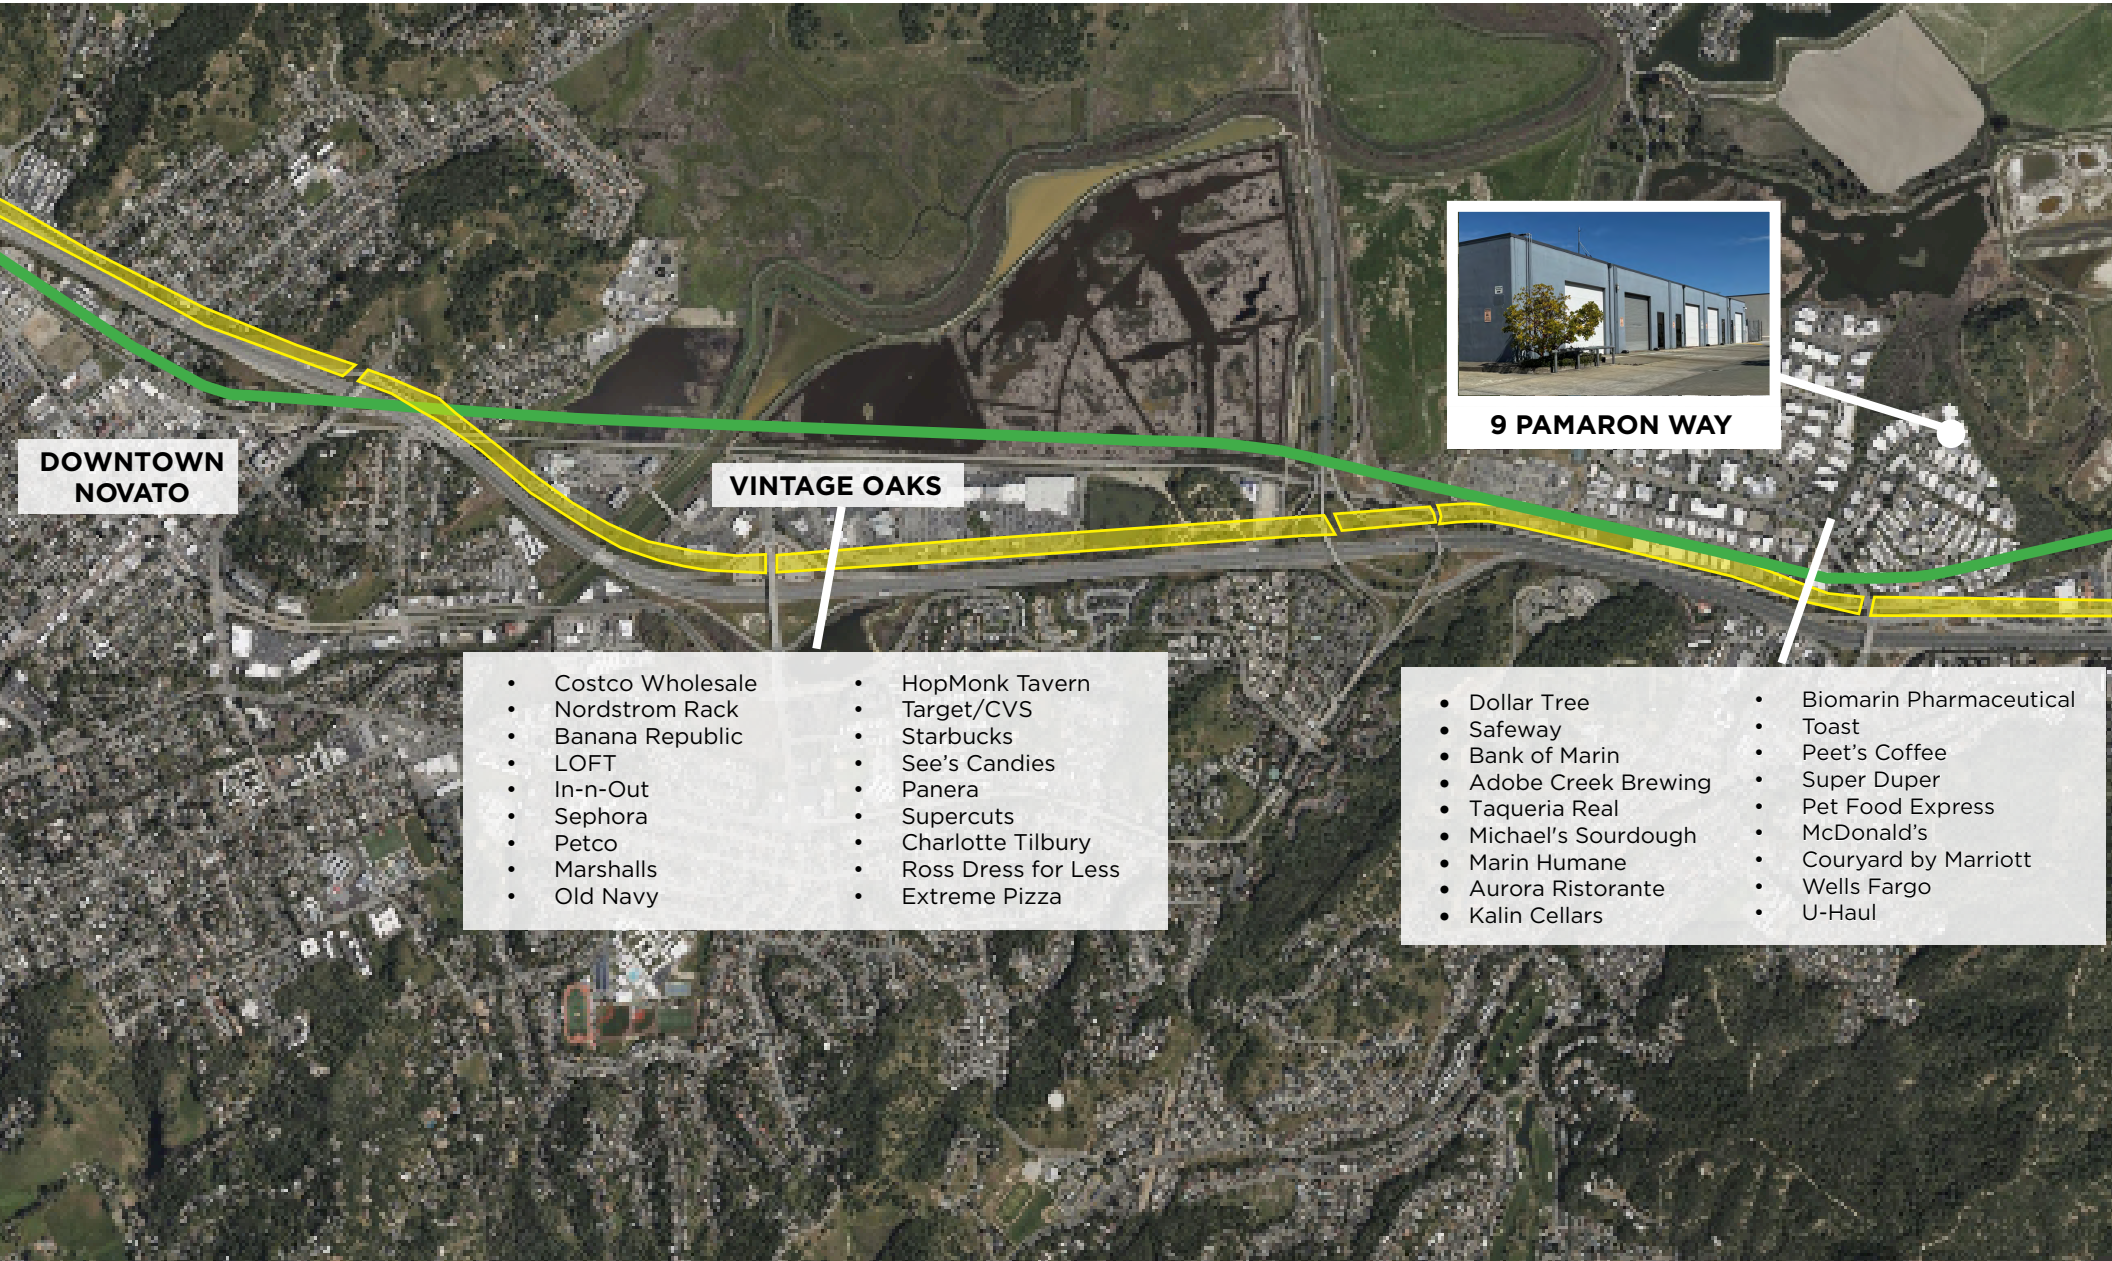 9 PAMARON WAY
DOWNTOWN
NOVATO
VINTAGE OAKS
• Costco Wholesale
• Nordstrom Rack
• Banana Republic
• LOFT
• In-n-Out
• Sephora
• Petco
• Marshalls
• Old Navy
• HopMonk Tavern
• Target/CVS
• Starbucks
• See’s Candies
• Panera
• Supercuts
• Charlotte Tilbury
• Ross Dress for Less
• Extreme Pizza
• Dollar Tree
• Safeway
• Bank of Marin
• Adobe Creek Brewing
• Taqueria Real
• Michael's Sourdough
• Marin Humane
• Aurora Ristorante
• Kalin Cellars
• Biomarin Pharmaceutical
• Toast
• Peet’s Coffee
• Super Duper
• Pet Food Express
• McDonald’s
• Couryard by Marriott
• Wells Fargo
• U-Haul